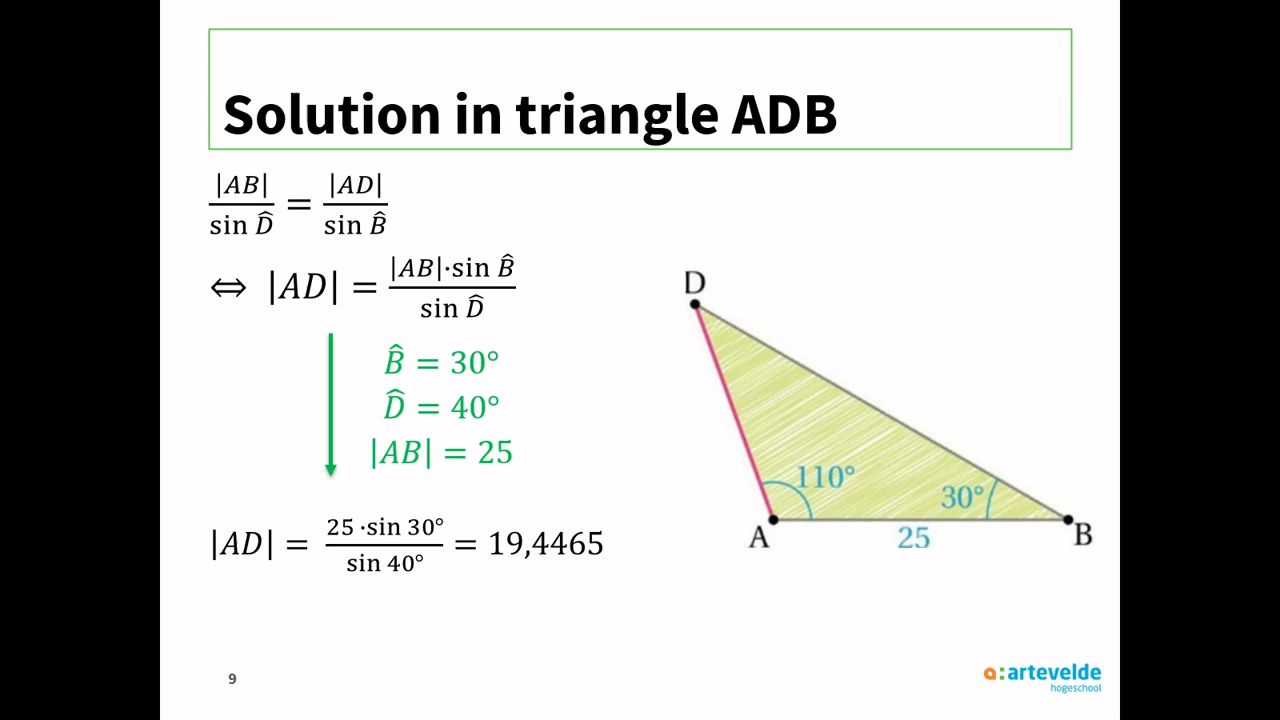 Solution in triangle ADB
|AB| / sin D̂ = |AD| / sin B̂
⇔ |AD| = |AB|·sin B̂ / sin D̂
B̂ = 30°
D̂ = 40°
|AB| = 25
|AD| = 25 ·sin 30° / sin 40° = 19,4465
D
110°
30°
A
25
B
9
a:artevelde
hogeschool